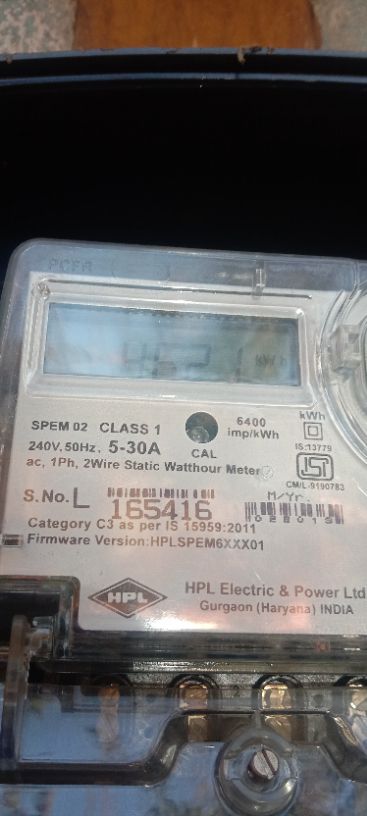 kWh
SPEM 02 CLASS 1
6400 imp/kWh
kWh
240V, 50Hz, 5-30A
CAL
IS:13779
ac, 1Ph, 2Wire Static Watthour Meter
CM/L-9190783
S.No. L 165416
M/Yr.
Category C3 as per IS 15959:2011
Firmware Version:HPLSPEM6XXX01
HPL
HPL Electric & Power Ltd
Gurgaon (Haryana) INDIA